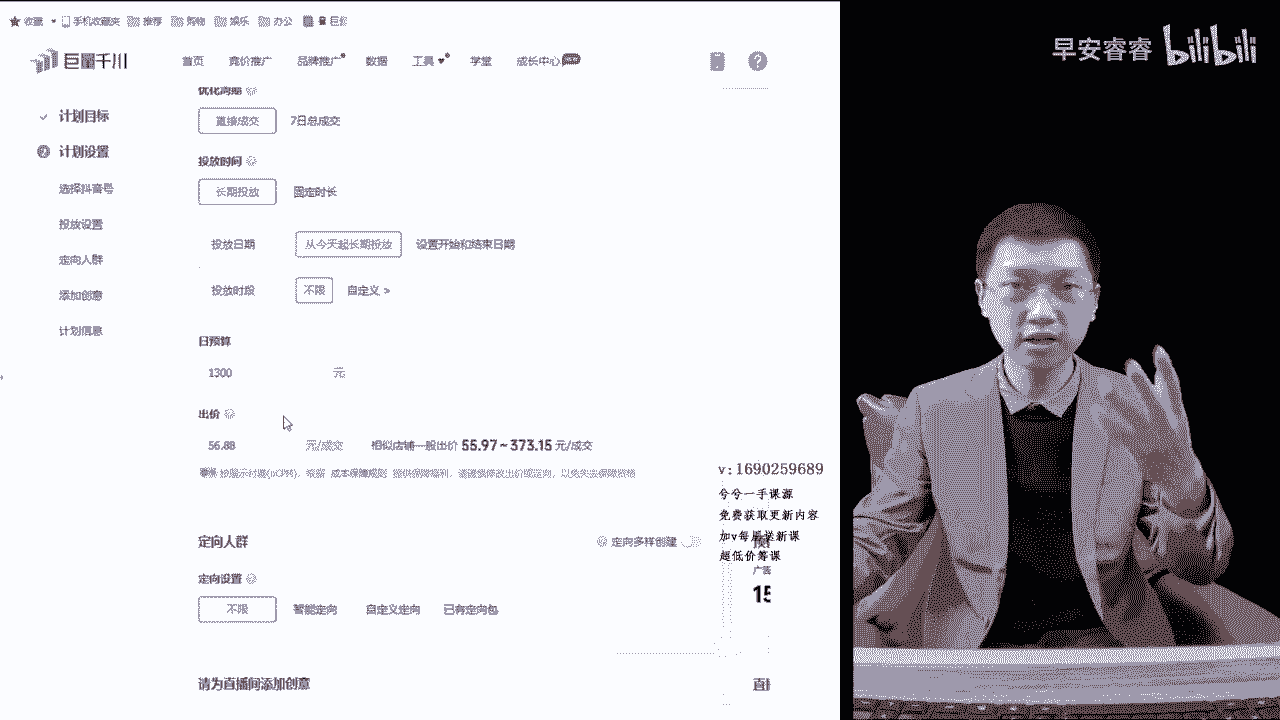 收藏 手机收藏夹 推荐 购物 娱乐 办公
巨量千川 首页 竞价推广 品牌推广 数据 工具 学堂 成长中心
早安睿睿 bilibili
计划目标
计划设置
选择抖音号
投放设置
定向人群
添加创意
计划信息
优化周期
直接成交 7日总成交
投放时间
长期投放 固定时长
投放日期 从今天起长期投放 设置开始和结束日期
投放时段 不限 自定义 >
日预算
1300 元
出价
56.88 元/成交 相似店铺一般出价 55.97~373.15 元/成交
定向人群 定向多样创建
定向设置
不限 智能定向 自定义定向 已有定向包
请为直播间添加创意
v:1690259689
兮兮一手课源
免费获取更新内容
加v每周送新课
超低价筹课
15